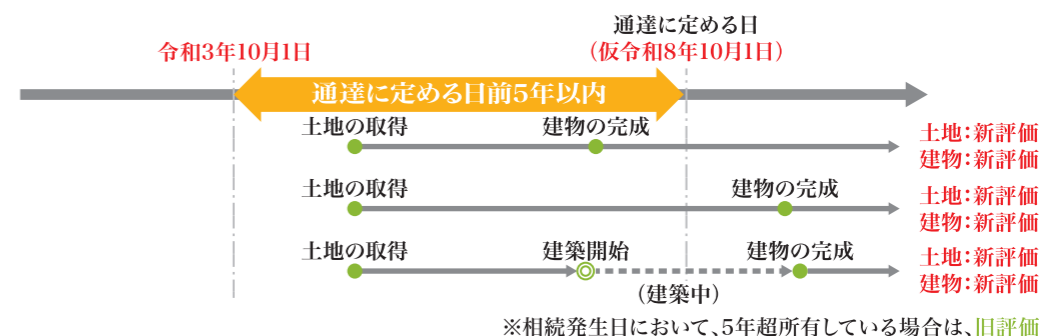 通達に定める日
令和3年10月1日
（仮令和8年10月1日）
通達に定める日前5年以内
土地の取得
建物の完成
土地：新評価
建物：新評価
土地の取得
建物の完成
土地：新評価
建物：新評価
土地の取得
建築開始
建物の完成
土地：新評価
建物：新評価
（建築中）
※相続発生日において、5年超所有している場合は、旧評価